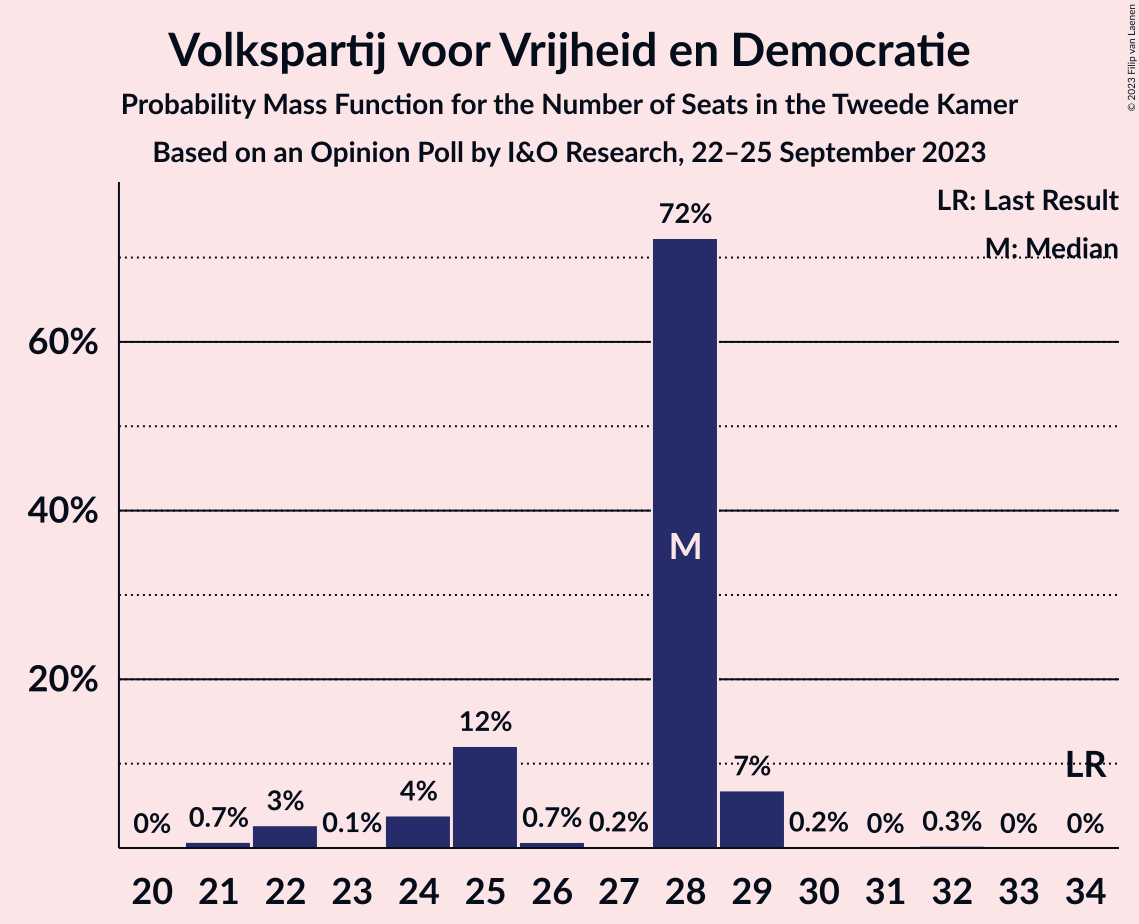 Volkspartij voor Vrijheid en Democratie
Probability Mass Function for the Number of Seats in the Tweede Kamer
Based on an Opinion Poll by I&O Research, 22–25 September 2023
© 2023 Filip van Laenen
LR: Last Result
M: Median
60%
40%
20%
0%
0.7%
3%
0.1%
4%
12%
0.7%
0.2%
72%
M
7%
0.2%
0%
0.3%
0%
0%
LR
20 21 22 23 24 25 26 27 28 29 30 31 32 33 34